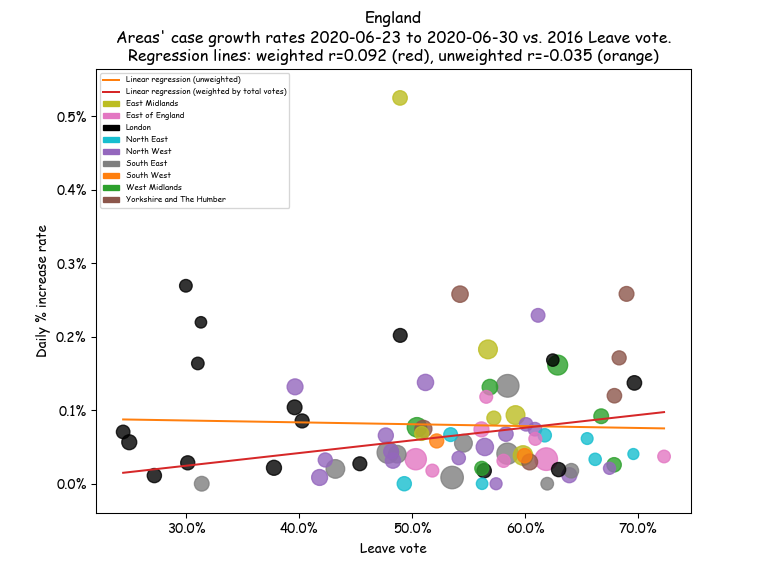 England
Areas' case growth rates 2020-06-23 to 2020-06-30 vs. 2016 Leave vote.
Regression lines: weighted r=0.092 (red), unweighted r=-0.035 (orange)
Linear regression (unweighted)
Linear regression (weighted by total votes)
East Midlands
East of England
London
North East
North West
South East
South West
West Midlands
Yorkshire and The Humber
Daily % increase rate
0.5%
0.4%
0.3%
0.2%
0.1%
0.0%
30.0% 40.0% 50.0% 60.0% 70.0%
Leave vote